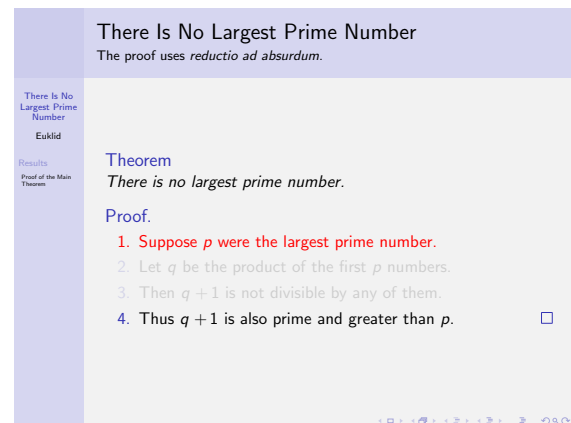 There Is No Largest Prime Number
The proof uses reductio ad absurdum.
There Is No
Largest Prime
Number
Euklid
Results
Proof of the Main
Theorem
Theorem
There is no largest prime number.
Proof.
1. Suppose p were the largest prime number.
2. Let q be the product of the first p numbers.
3. Then q + 1 is not divisible by any of them.
4. Thus q + 1 is also prime and greater than p. □